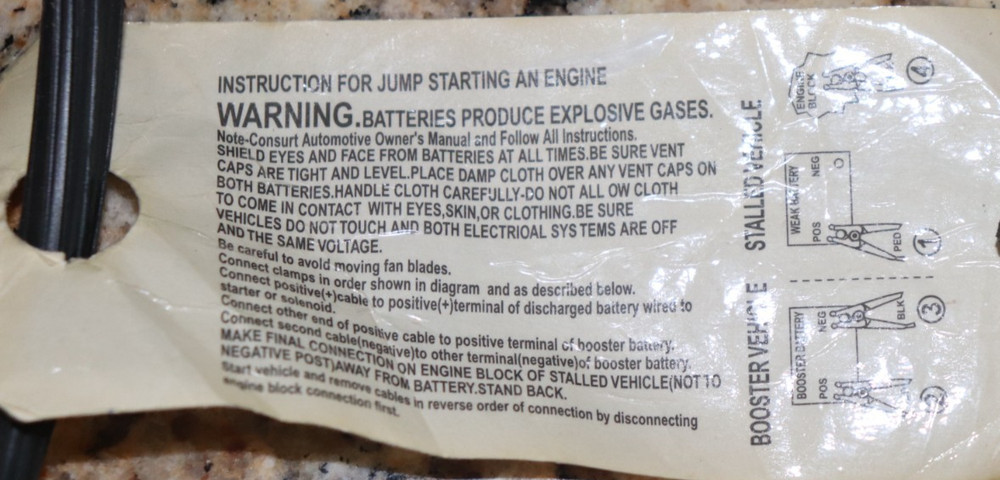 INSTRUCTION FOR JUMP STARTING AN ENGINE
WARNING.BATTERIES PRODUCE EXPLOSIVE GASES.
Note-Consurt Automotive Owner's Manual and Follow All Instructions.
SHIELD EYES AND FACE FROM BATTERIES AT ALL TIMES.BE SURE VENT
CAPS ARE TIGHT AND LEVEL.PLACE DAMP CLOTH OVER ANY VENT CAPS ON
BOTH BATTERIES.HANDLE CLOTH CAREFULLY-DO NOT ALL OW CLOTH
TO COME IN CONTACT WITH EYES,SKIN,OR CLOTHING.BE SURE
VEHICLES DO NOT TOUCH AND BOTH ELECTRIOAL SYS TEMS ARE OFF
AND THE SAME VOLTAGE.
Be careful to avoid moving fan blades.
Connect clamps in order shown in diagram and as described below.
Connect positive(+)cable to positive(+)terminal of discharged battery wired to
starter or solenoid.
Connect other end of positive cable to positive terminal of booster battery.
Connect second cable(negative)to other terminal(negative)of booster battery.
MAKE FINAL CONNECTION ON ENGINE BLOCK OF STALLED VEHICLE(NOT TO
NEGATIVE POST)AWAY FROM BATTERY.STAND BACK.
Start vehicle and remove cables in reverse order of connection by disconnecting
engine block connection first.
BOOSTER VEHICLE STALLED VEHICLE
ENGINE
BLOCK
4
WEAK BATTERY
POS NEG
PED
1
BOOSTER BATTERY
POS NEG
BLK
3
2